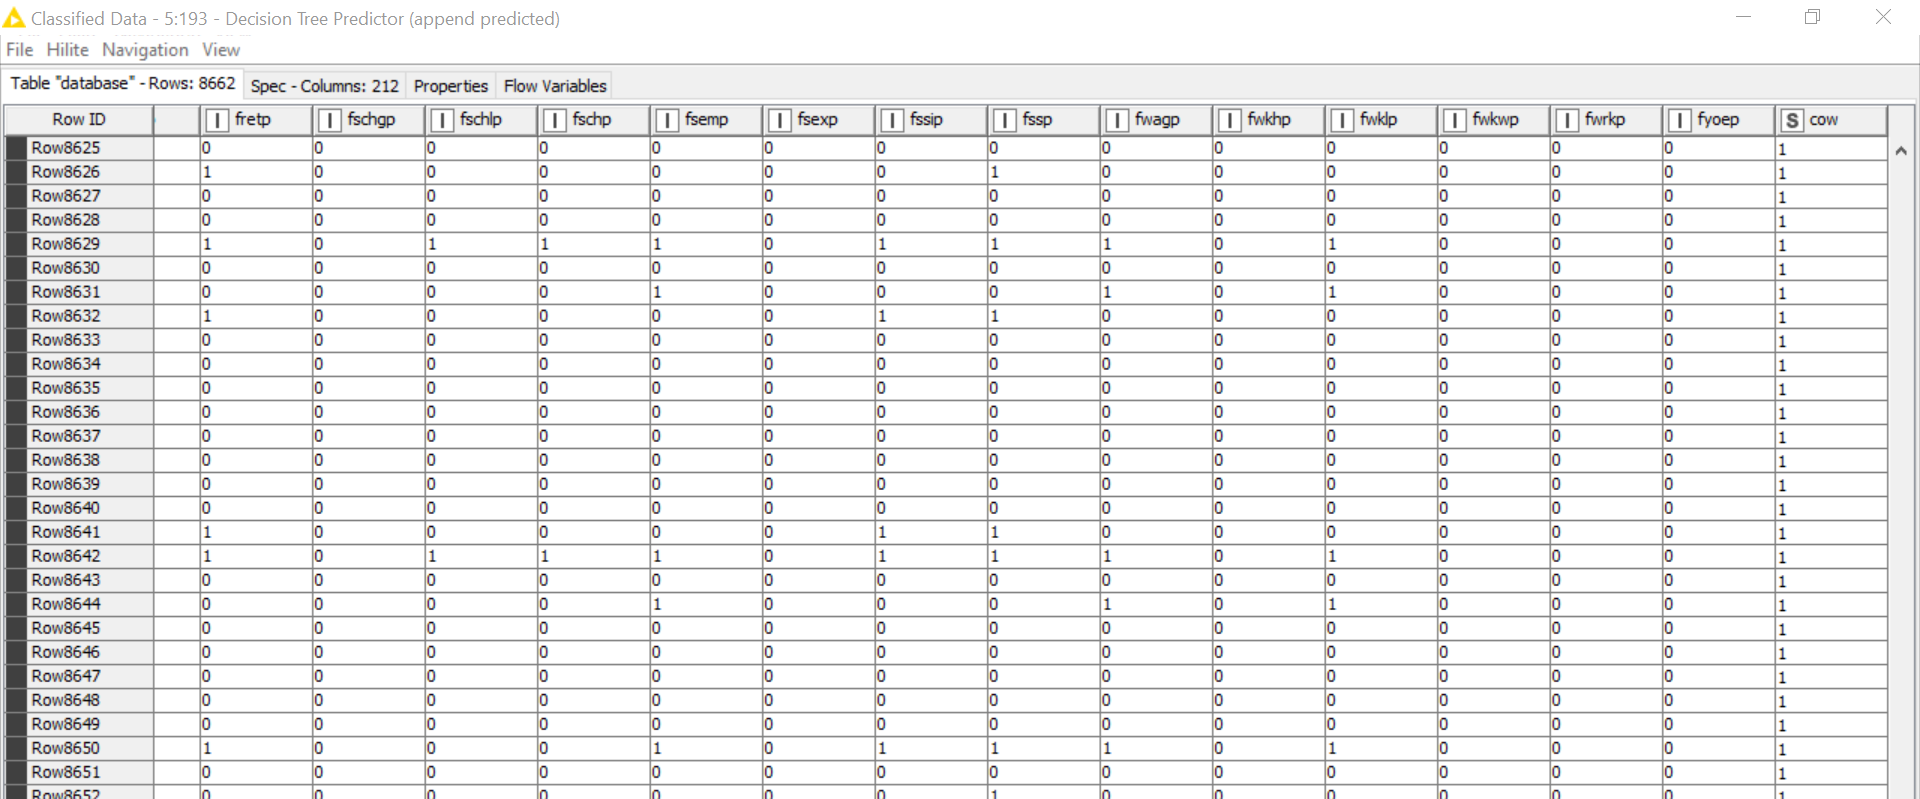 Classified Data - 5:193 - Decision Tree Predictor (append predicted)
File Hilite Navigation View
Table "database" - Rows: 8662 Spec - Columns: 212 Properties Flow Variables
Row ID I fretp I fschgp I fschlp I fschp I fsemp I fsexp I fssip I fssp I fwagp I fwkhp I fwklp I fwkwp I fwrkp I fyoep S cow
Row8625 0 0 0 0 0 0 0 0 0 0 0 0 0 0 1
Row8626 1 0 0 0 0 0 0 1 0 0 0 0 0 0 1
Row8627 0 0 0 0 0 0 0 0 0 0 0 0 0 0 1
Row8628 0 0 0 0 0 0 0 0 0 0 0 0 0 0 1
Row8629 1 0 1 1 1 0 1 1 1 0 1 0 0 0 1
Row8630 0 0 0 0 0 0 0 0 0 0 0 0 0 0 1
Row8631 0 0 0 0 1 0 0 0 1 0 1 0 0 0 1
Row8632 1 0 0 0 0 0 1 1 0 0 0 0 0 0 1
Row8633 0 0 0 0 0 0 0 0 0 0 0 0 0 0 1
Row8634 0 0 0 0 0 0 0 0 0 0 0 0 0 0 1
Row8635 0 0 0 0 0 0 0 0 0 0 0 0 0 0 1
Row8636 0 0 0 0 0 0 0 0 0 0 0 0 0 0 1
Row8637 0 0 0 0 0 0 0 0 0 0 0 0 0 0 1
Row8638 0 0 0 0 0 0 0 0 0 0 0 0 0 0 1
Row8639 0 0 0 0 0 0 0 0 0 0 0 0 0 0 1
Row8640 0 0 0 0 0 0 0 0 0 0 0 0 0 0 1
Row8641 1 0 0 0 0 0 1 1 0 0 0 0 0 0 1
Row8642 1 0 1 1 1 0 1 1 1 0 1 0 0 0 1
Row8643 0 0 0 0 0 0 0 0 0 0 0 0 0 0 1
Row8644 0 0 0 0 1 0 0 0 1 0 1 0 0 0 1
Row8645 0 0 0 0 0 0 0 0 0 0 0 0 0 0 1
Row8646 0 0 0 0 0 0 0 0 0 0 0 0 0 0 1
Row8647 0 0 0 0 0 0 0 0 0 0 0 0 0 0 1
Row8648 0 0 0 0 0 0 0 0 0 0 0 0 0 0 1
Row8649 0 0 0 0 0 0 0 0 0 0 0 0 0 0 1
Row8650 1 0 0 0 1 0 1 1 1 0 1 0 0 0 1
Row8651 0 0 0 0 0 0 0 0 0 0 0 0 0 0 1
Row8652 0 0 0 0 0 0 0 1 0 0 0 0 0 0 1